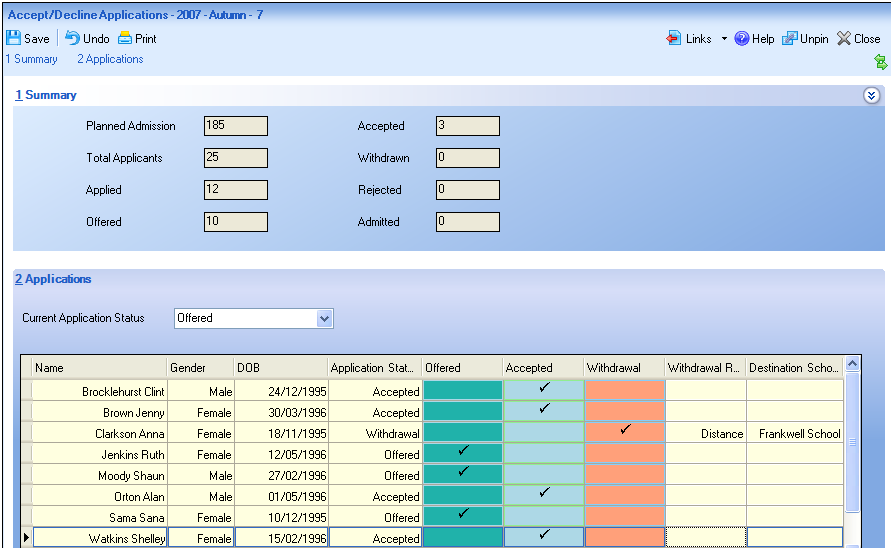 Accept/Decline Applications - 2007 - Autumn - 7
Save Undo Print Links Help Unpin Close
1 Summary 2 Applications
1 Summary
Planned Admission 185 Accepted 3
Total Applicants 25 Withdrawn 0
Applied 12 Rejected 0
Offered 10 Admitted 0
2 Applications
Current Application Status Offered
Name Gender DOB Application Stat... Offered Accepted Withdrawal Withdrawal R... Destination Scho...
Brocklehurst Clint Male 24/12/1995 Accepted ✓
Brown Jenny Female 30/03/1996 Accepted ✓
Clarkson Anna Female 18/11/1995 Withdrawal ✓ Distance Frankwell School
Jenkins Ruth Female 12/05/1996 Offered ✓
Moody Shaun Male 27/02/1996 Offered ✓
Orton Alan Male 01/05/1996 Accepted ✓
Sama Sana Female 10/12/1995 Offered ✓
Watkins Shelley Female 15/02/1996 Accepted ✓